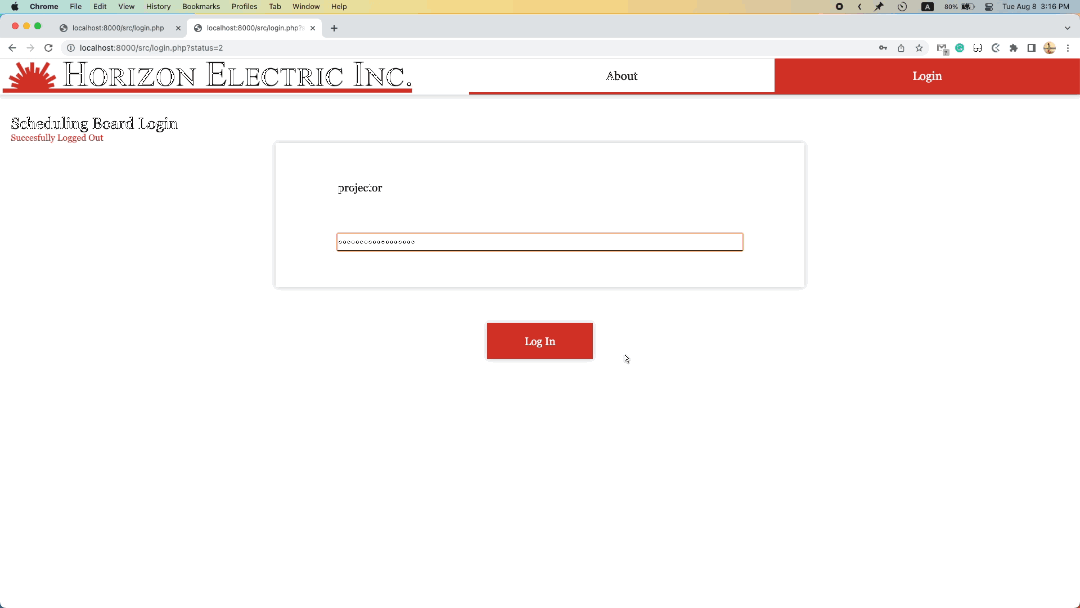 Chrome File Edit View History Bookmarks Profiles Tab Window Help A 80% Tue Aug 8 3:16 PM
localhost:8000/src/login.php localhost:8000/src/login.php?s
localhost:8000/src/login.php?status=2
HORIZON ELECTRIC INC. About Login
Scheduling Board Login
Succesfully Logged Out
projector
Log In